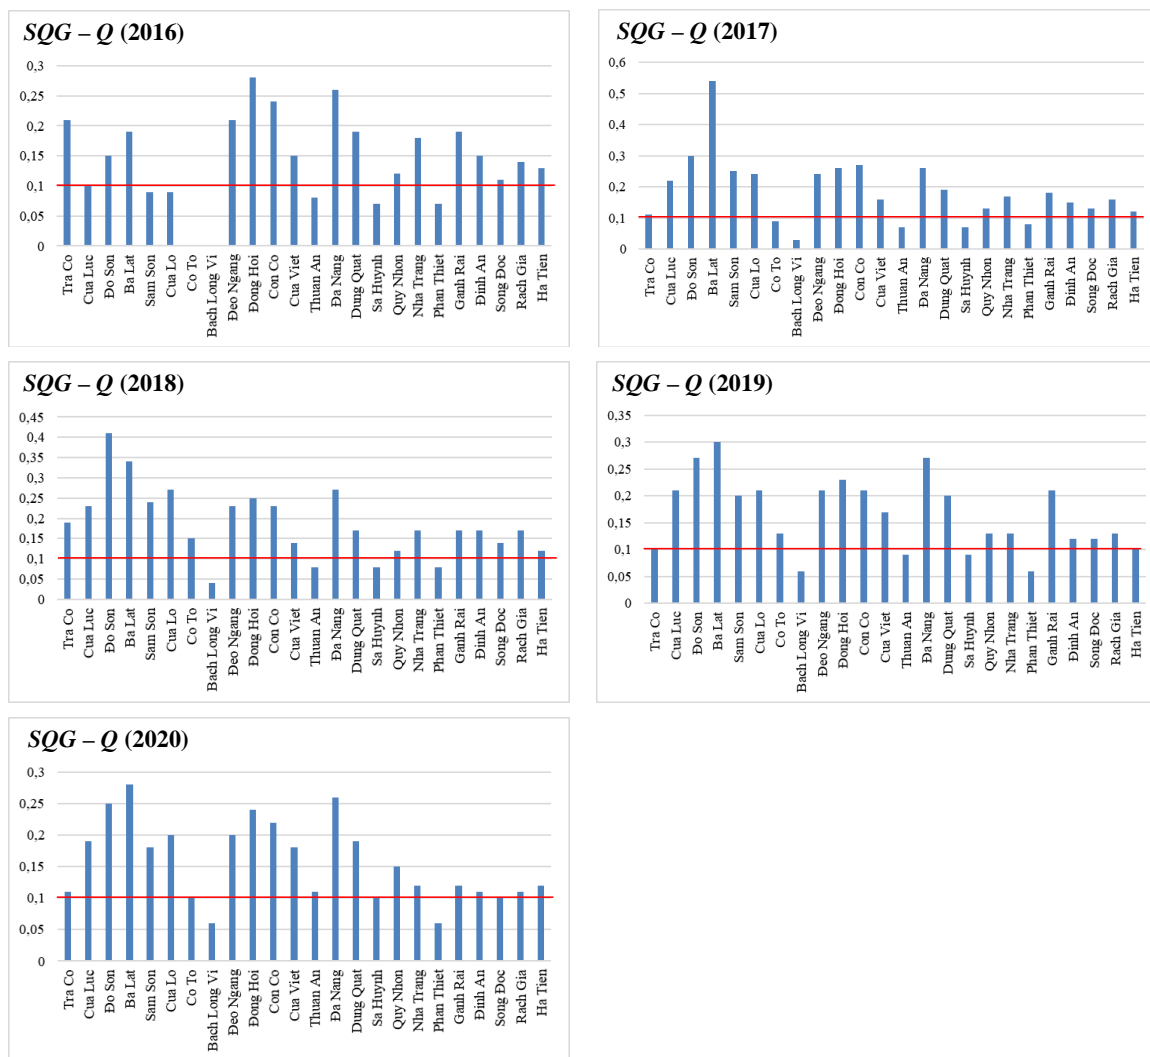 SQG – Q (2016)
0,3
0,25
0,2
0,15
0,1
0,05
0
Tra Co
Cua Luc
Đo Son
Ba Lat
Sam Son
Cua Lo
Co To
Bach Long Vi
Đeo Ngang
Đong Hoi
Con Co
Cua Viet
Thuan An
Đa Nang
Dung Quat
Sa Huynh
Quy Nhon
Nha Trang
Phan Thiet
Ganh Rai
Đinh An
Song Đoc
Rach Gia
Ha Tien
SQG – Q (2017)
0,6
0,5
0,4
0,3
0,2
0,1
0
Tra Co
Cua Luc
Đo Son
Ba Lat
Sam Son
Cua Lo
Co To
Bach Long Vi
Đeo Ngang
Đong Hoi
Con Co
Cua Viet
Thuan An
Đa Nang
Dung Quat
Sa Huynh
Quy Nhon
Nha Trang
Phan Thiet
Ganh Rai
Đinh An
Song Đoc
Rach Gia
Ha Tien
SQG – Q (2018)
0,45
0,4
0,35
0,3
0,25
0,2
0,15
0,1
0,05
0
Tra Co
Cua Luc
Đo Son
Ba Lat
Sam Son
Cua Lo
Co To
Bach Long Vi
Đeo Ngang
Đong Hoi
Con Co
Cua Viet
Thuan An
Đa Nang
Dung Quat
Sa Huynh
Quy Nhon
Nha Trang
Phan Thiet
Ganh Rai
Đinh An
Song Đoc
Rach Gia
Ha Tien
SQG – Q (2019)
0,35
0,3
0,25
0,2
0,15
0,1
0,05
0
Tra Co
Cua Luc
Đo Son
Ba Lat
Sam Son
Cua Lo
Co To
Bach Long Vi
Đeo Ngang
Đong Hoi
Con Co
Cua Viet
Thuan An
Đa Nang
Dung Quat
Sa Huynh
Quy Nhon
Nha Trang
Phan Thiet
Ganh Rai
Đinh An
Song Đoc
Rach Gia
Ha Tien
SQG – Q (2020)
0,3
0,25
0,2
0,15
0,1
0,05
0
Tra Co
Cua Luc
Đo Son
Ba Lat
Sam Son
Cua Lo
Co To
Bach Long Vi
Đeo Ngang
Đong Hoi
Con Co
Cua Viet
Thuan An
Đa Nang
Dung Quat
Sa Huynh
Quy Nhon
Nha Trang
Phan Thiet
Ganh Rai
Đinh An
Song Đoc
Rach Gia
Ha Tien